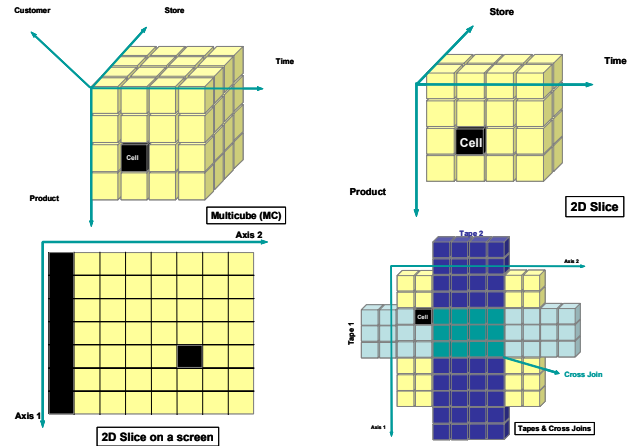 Customer
Store
Time
Cell
Product
Multicube (MC)
Store
Time
Cell
Product
2D Slice
Axis 2
Axis 1
2D Slice on a screen
Tape 2
Axis 2
Tape 1
Cell
Cross Join
Axis 1
Tapes & Cross Joins